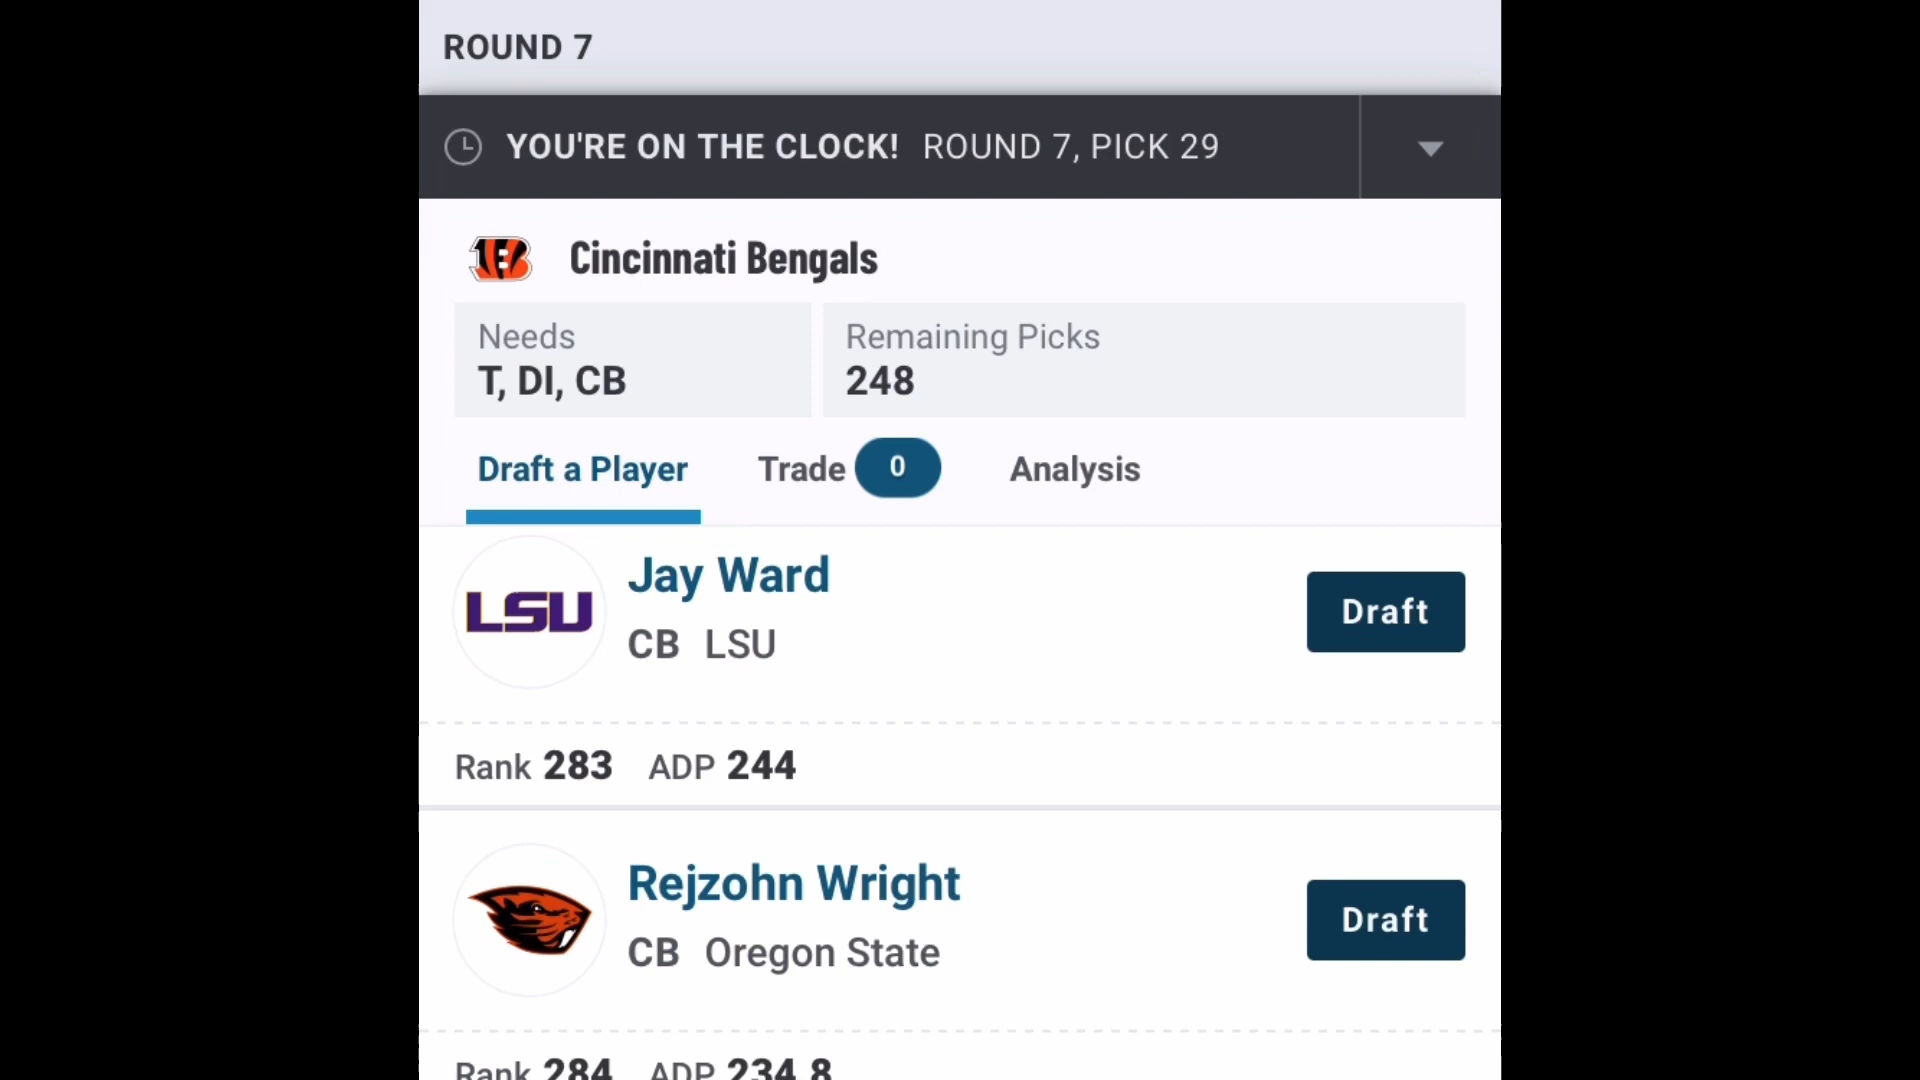 ROUND 7
YOU'RE ON THE CLOCK! ROUND 7, PICK 29
B
Cincinnati Bengals
Needs
T, DI, CB
Remaining Picks
248
Draft a Player
Trade 0
Analysis
LSU
Jay Ward
CB LSU
Draft
Rank 283 ADP 244
Rejzohn Wright
CB Oregon State
Draft
Rank 284 ADP 234.8